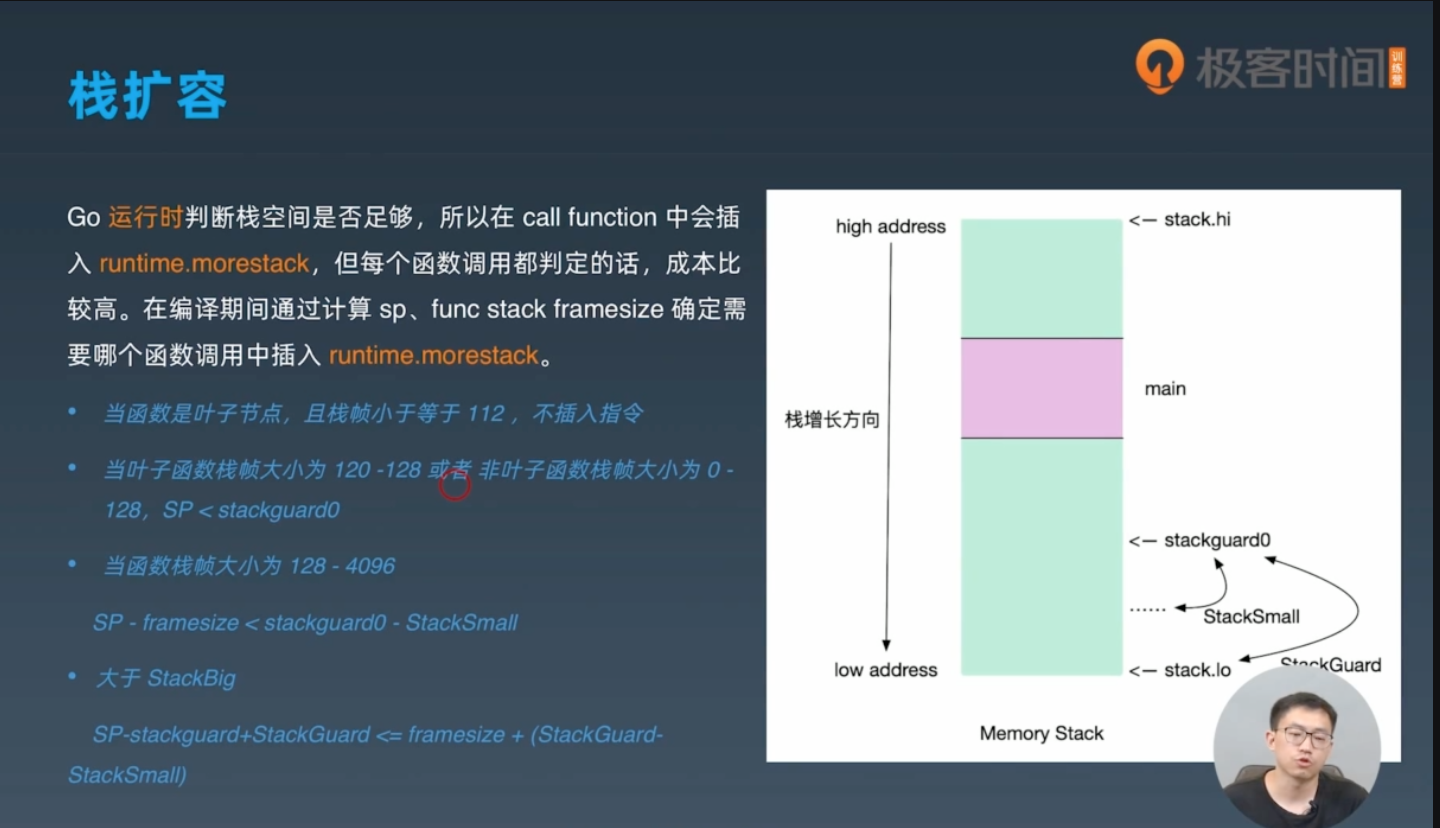 栈扩容
极客时间
训练营
Go 运行时判断栈空间是否足够，所以在 call function 中会插
入 runtime.morestack，但每个函数调用都判定的话，成本比
较高。在编译期间通过计算 sp、func stack framesize 确定需
要哪个函数调用中插入 runtime.morestack。
• 当函数是叶子节点，且栈帧小于等于 112 ，不插入指令
• 当叶子函数栈帧大小为 120 -128 或者 非叶子函数栈帧大小为 0 -
128，SP < stackguard0
• 当函数栈帧大小为 128 - 4096
SP - framesize < stackguard0 - StackSmall
• 大于 StackBig
SP-stackguard+StackGuard <= framesize + (StackGuard-
StackSmall)
high address
<— stack.hi
main
栈增长方向
<— stackguard0
......
StackSmall
low address
<— stack.lo
StackGuard
Memory Stack